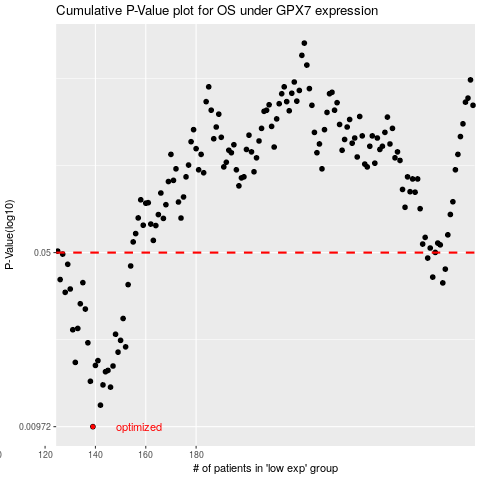 Cumulative P-Value plot for OS under GPX7 expression
P-Value(log10)
0.05
0.00972
optimized
0 120 140 160 180
# of patients in 'low exp' group